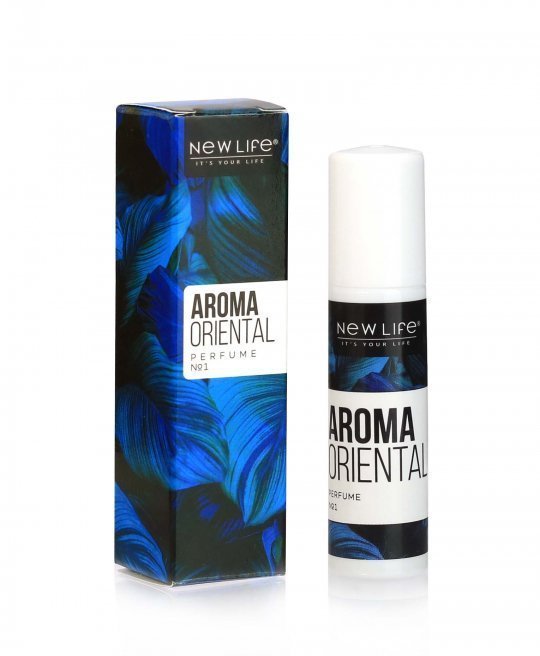 NEW LIFE®
IT'S YOUR LIFE
AROMA
ORIENTAL
PERFUME
№1
NEW LIFE®
IT'S YOUR LIFE
AROMA
ORIENTAL
PERFUME
№1